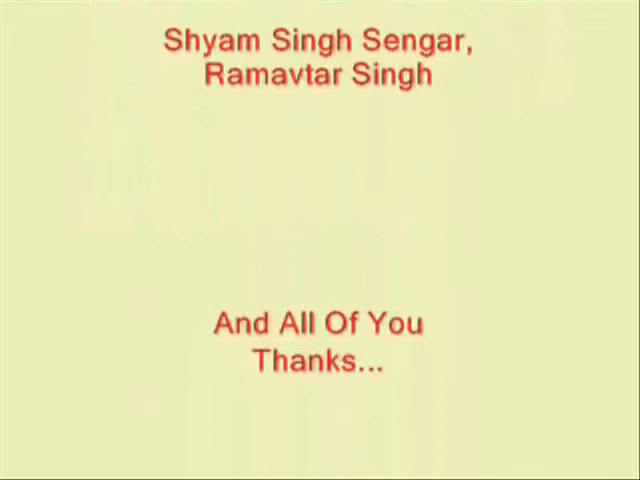 Shyam Singh Sengar,
Ramavtar Singh
And All Of You
Thanks...